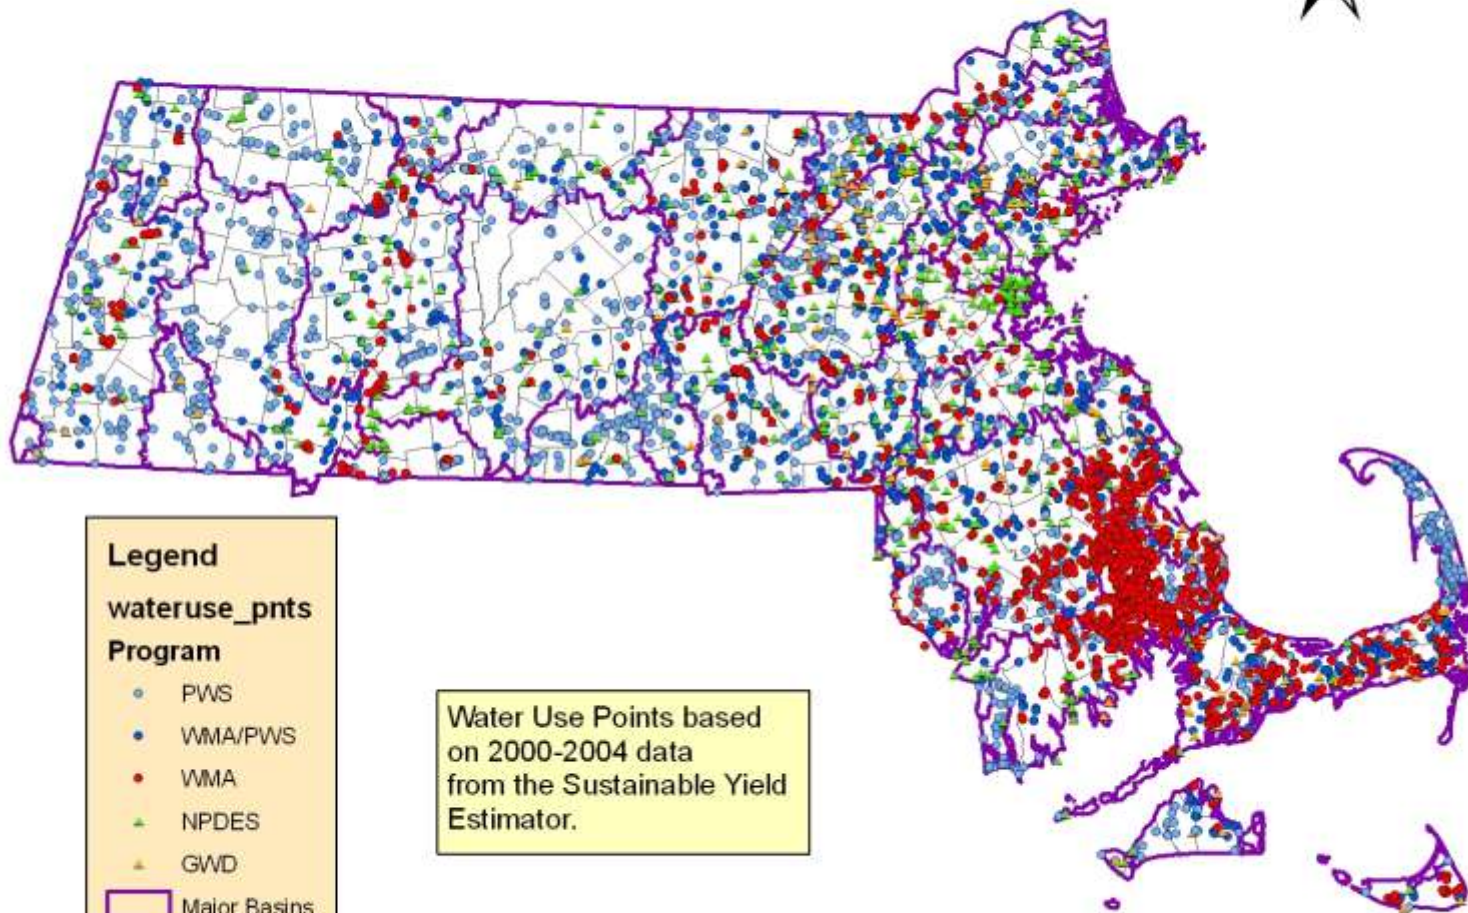 Legend
wateruse_pnts
Program
PWS
WMA/PWS
WMA
NPDES
GWD
Major Basins
Water Use Points based
on 2000-2004 data
from the Sustainable Yield
Estimator.